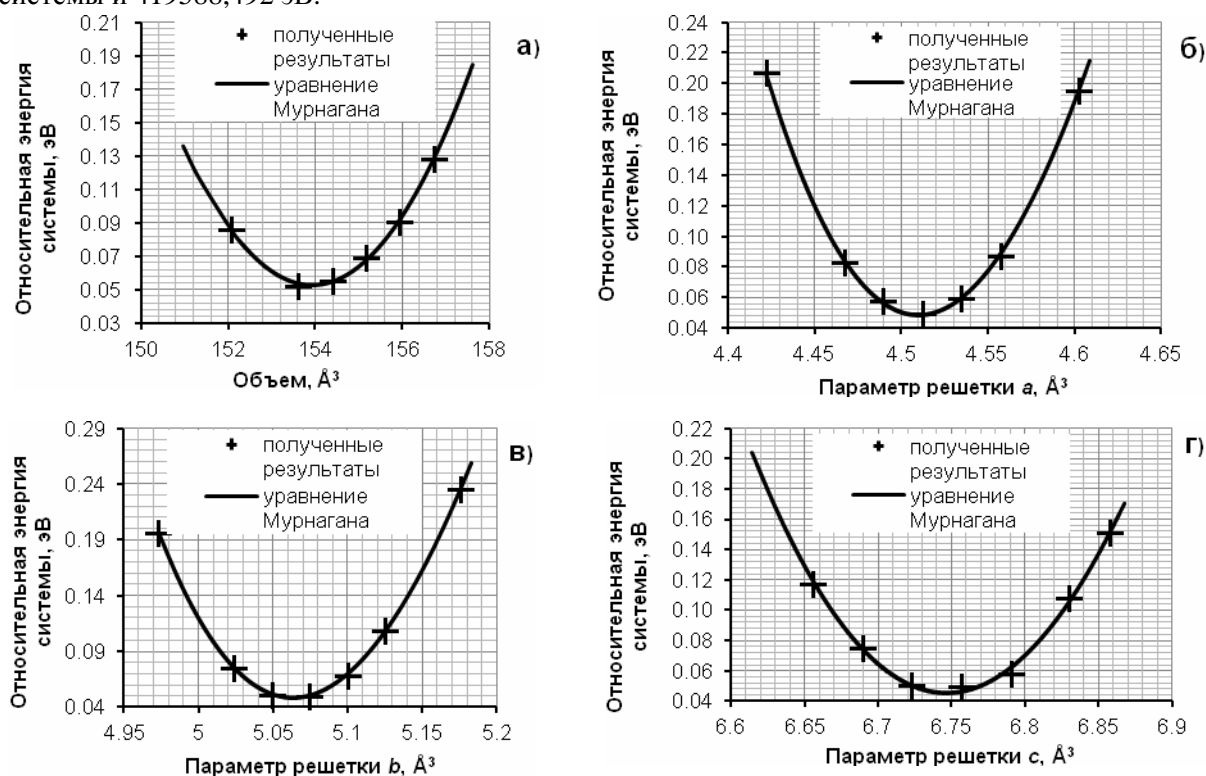 системы и эВ.
0.21
0.19
0.17
0.15
0.13
0.11
0.09
0.07
0.05
0.03
150 152 154 156 158
Относительная энергия
системы, эВ
Объем, Å³
полученные
результаты
уравнение
Мурнагана
а)
0.24
0.22
0.20
0.18
0.16
0.14
0.12
0.10
0.08
0.06
0.04
4.4 4.45 4.5 4.55 4.6 4.65
Относительная энергия
системы, эВ
Параметр решетки a, Å³
полученные
результаты
уравнение
Мурнагана
б)
0.29
0.24
0.19
0.14
0.09
0.04
4.95 5 5.05 5.1 5.15 5.2
Относительная энергия
системы, эВ
Параметр решетки b, Å³
полученные
результаты
уравнение
Мурнагана
в)
0.22
0.20
0.18
0.16
0.14
0.12
0.10
0.08
0.06
0.04
6.6 6.65 6.7 6.75 6.8 6.85 6.9
Относительная энергия
системы, эВ
Параметр решетки c, Å³
полученные
результаты
уравнение
Мурнагана
г)